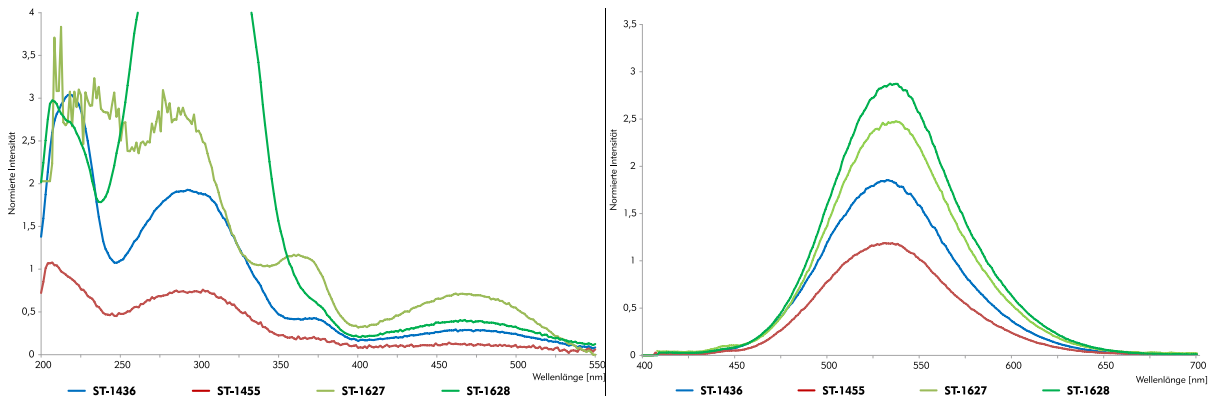 4
3,5
3
2,5
2
1,5
1
0,5
0
Normierte Intensität
200 250 300 350 400 450 500 550
Wellenlänge [nm]
ST-1436 ST-1455 ST-1627 ST-1628
3,5
3
2,5
2
1,5
1
0,5
0
Normierte Intensität
400 450 500 550 600 650 700
Wellenlänge [nm]
ST-1436 ST-1455 ST-1627 ST-1628